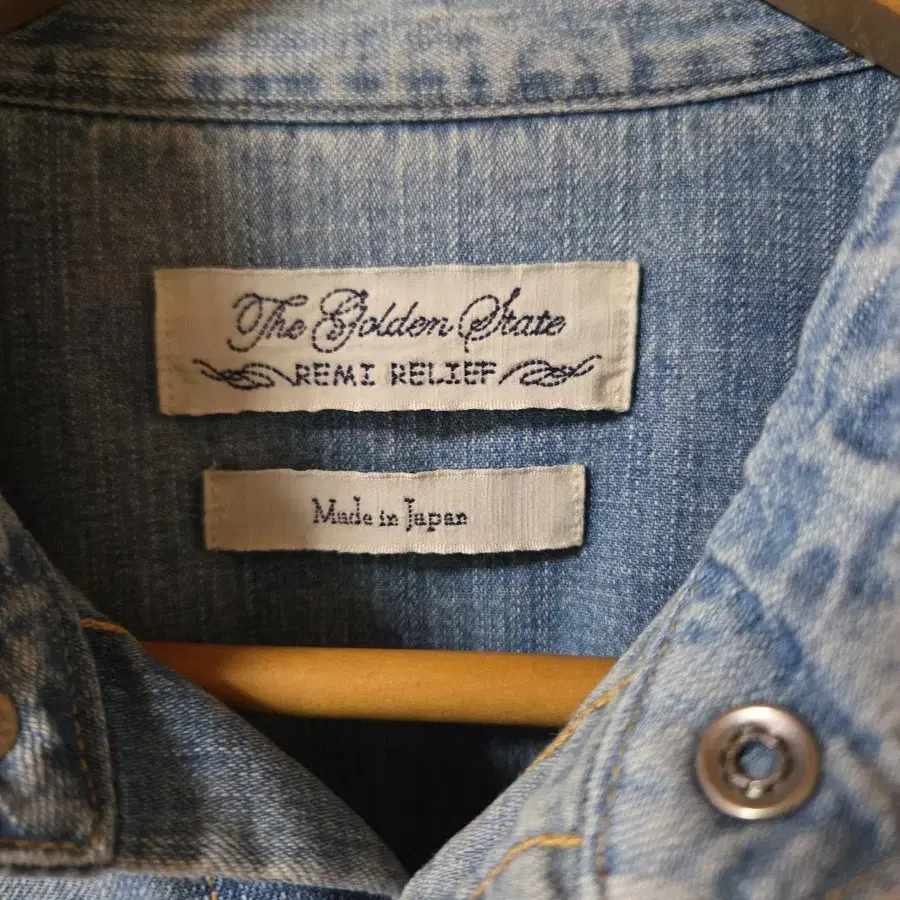 The Golden State
REMI RELIEF
Made in Japan